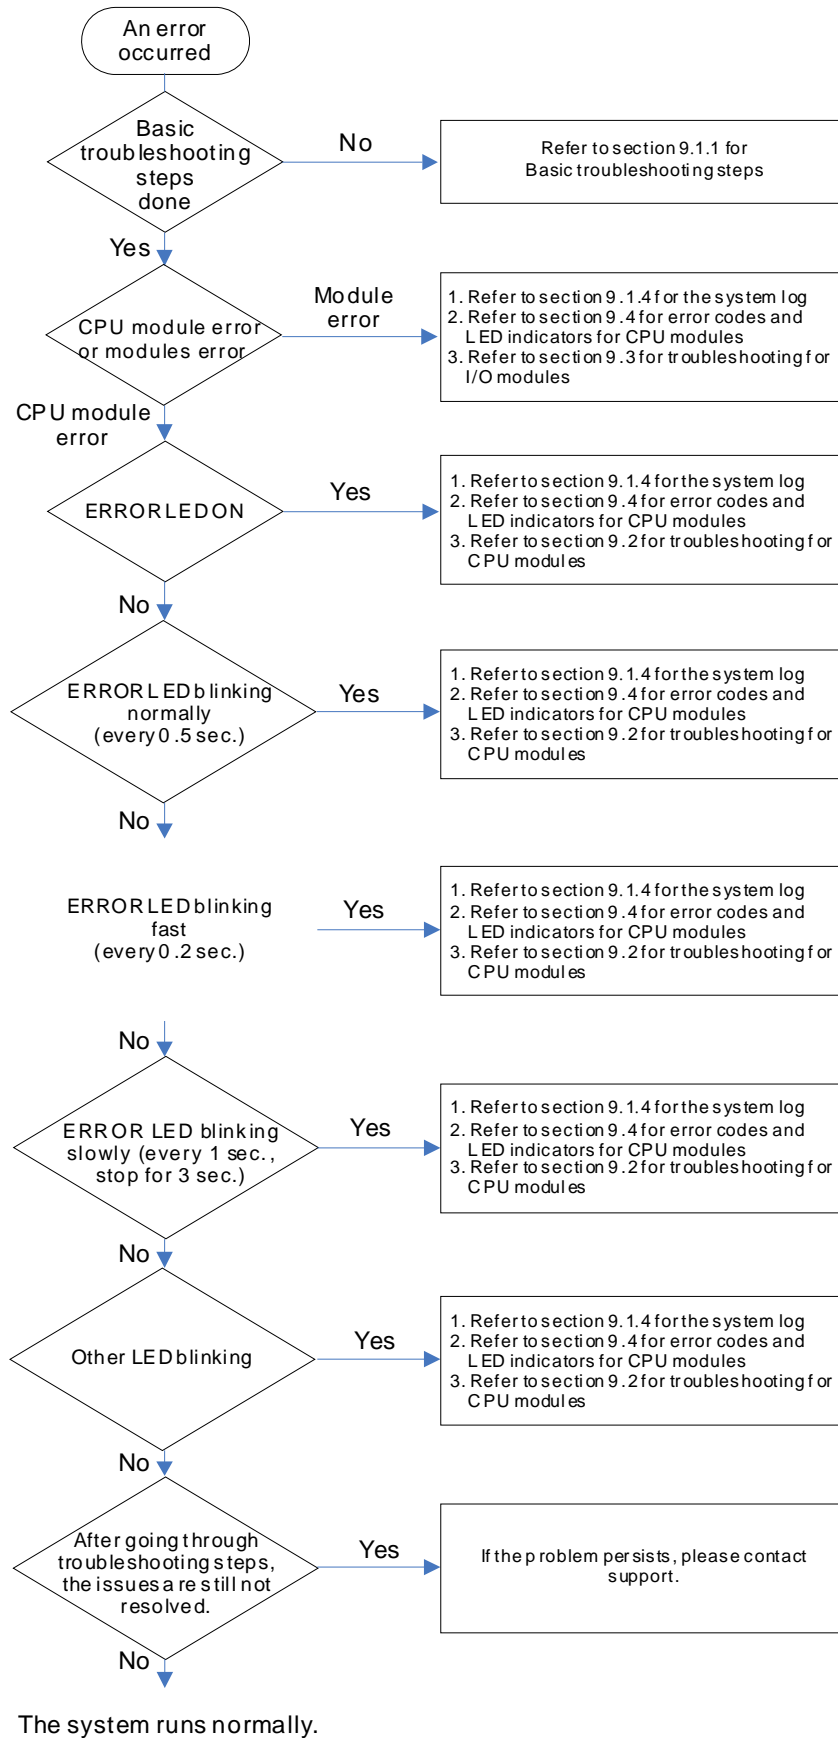 An error
occurred
Basic
troubleshooting
steps
done
No
Refer to section 9.1.1 for
Basic troubleshooting steps
Yes
CPU module error
or modules error
Module
error
1. Refer to section 9.1.4 for the system log
2. Refer to section 9.4 for error codes and
LED indicators for CPU modules
3. Refer to section 9.3 for troubleshooting for
I/O modules
CPU module
error
ERROR LED ON
Yes
1. Refer to section 9.1.4 for the system log
2. Refer to section 9.4 for error codes and
LED indicators for CPU modules
3. Refer to section 9.2 for troubleshooting for
CPU modules
No
ERROR LED blinking
normally
(every 0.5 sec.)
Yes
1. Refer to section 9.1.4 for the system log
2. Refer to section 9.4 for error codes and
LED indicators for CPU modules
3. Refer to section 9.2 for troubleshooting for
CPU modules
No
ERROR LED blinking
fast
(every 0.2 sec.)
Yes
1. Refer to section 9.1.4 for the system log
2. Refer to section 9.4 for error codes and
LED indicators for CPU modules
3. Refer to section 9.2 for troubleshooting for
CPU modules
No
ERROR LED blinking
slowly (every 1 sec.,
stop for 3 sec.)
Yes
1. Refer to section 9.1.4 for the system log
2. Refer to section 9.4 for error codes and
LED indicators for CPU modules
3. Refer to section 9.2 for troubleshooting for
CPU modules
No
Other LED blinking
Yes
1. Refer to section 9.1.4 for the system log
2. Refer to section 9.4 for error codes and
LED indicators for CPU modules
3. Refer to section 9.2 for troubleshooting for
CPU modules
No
After going through
troubleshooting steps,
the issues are still not
resolved.
Yes
If the problem persists, please contact
support.
No
The system runs normally.